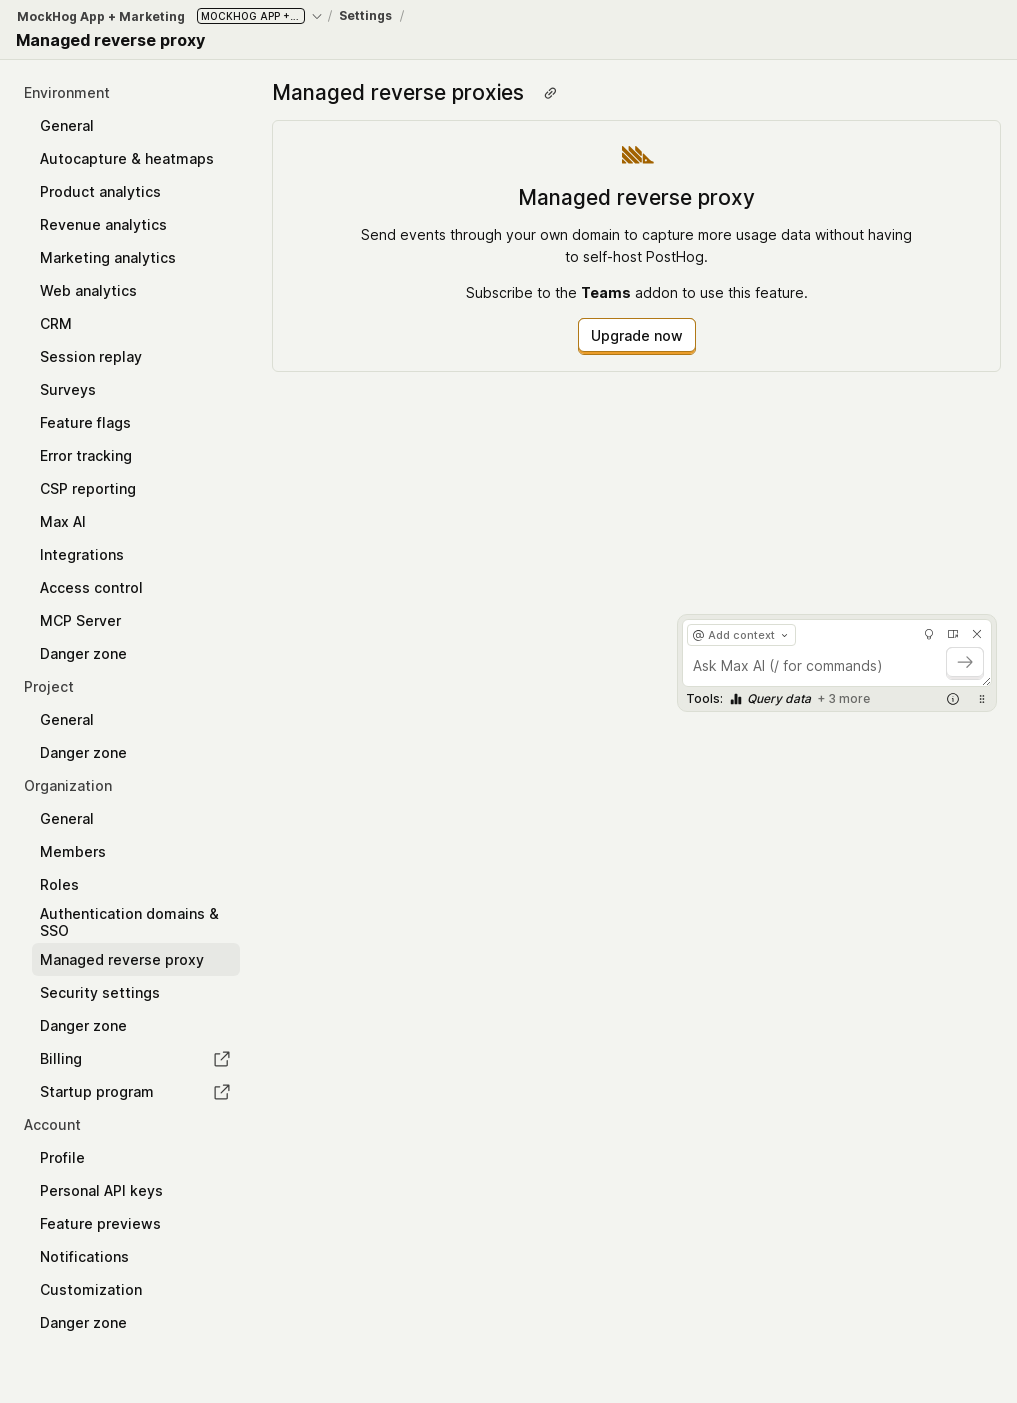 MockHog App + Marketing MOCKHOG APP +... / Settings /
Managed reverse proxy
Environment
General
Autocapture & heatmaps
Product analytics
Revenue analytics
Marketing analytics
Web analytics
CRM
Session replay
Surveys
Feature flags
Error tracking
CSP reporting
Max AI
Integrations
Access control
MCP Server
Danger zone
Project
General
Danger zone
Organization
General
Members
Roles
Authentication domains &
SSO
Managed reverse proxy
Security settings
Danger zone
Billing
Startup program
Account
Profile
Personal API keys
Feature previews
Notifications
Customization
Danger zone
Managed reverse proxies
Managed reverse proxy
Send events through your own domain to capture more usage data without having
to self-host PostHog.
Subscribe to the Teams addon to use this feature.
Upgrade now
@ Add context
Ask Max AI (/ for commands)
Tools: Query data + 3 more